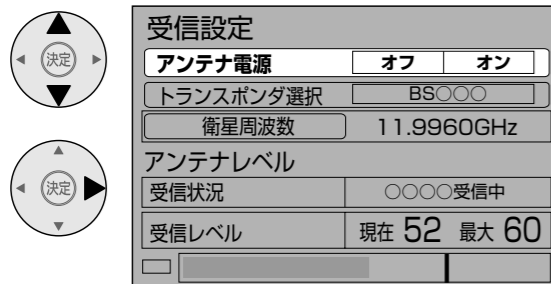 受信設定
アンテナ電源 オフ オン
トランスポンダ選択 BS○○○
衛星周波数 11.9960GHz
アンテナレベル
受信状況 ○○○○受信中
受信レベル 現在 52 最大 60
決定
決定